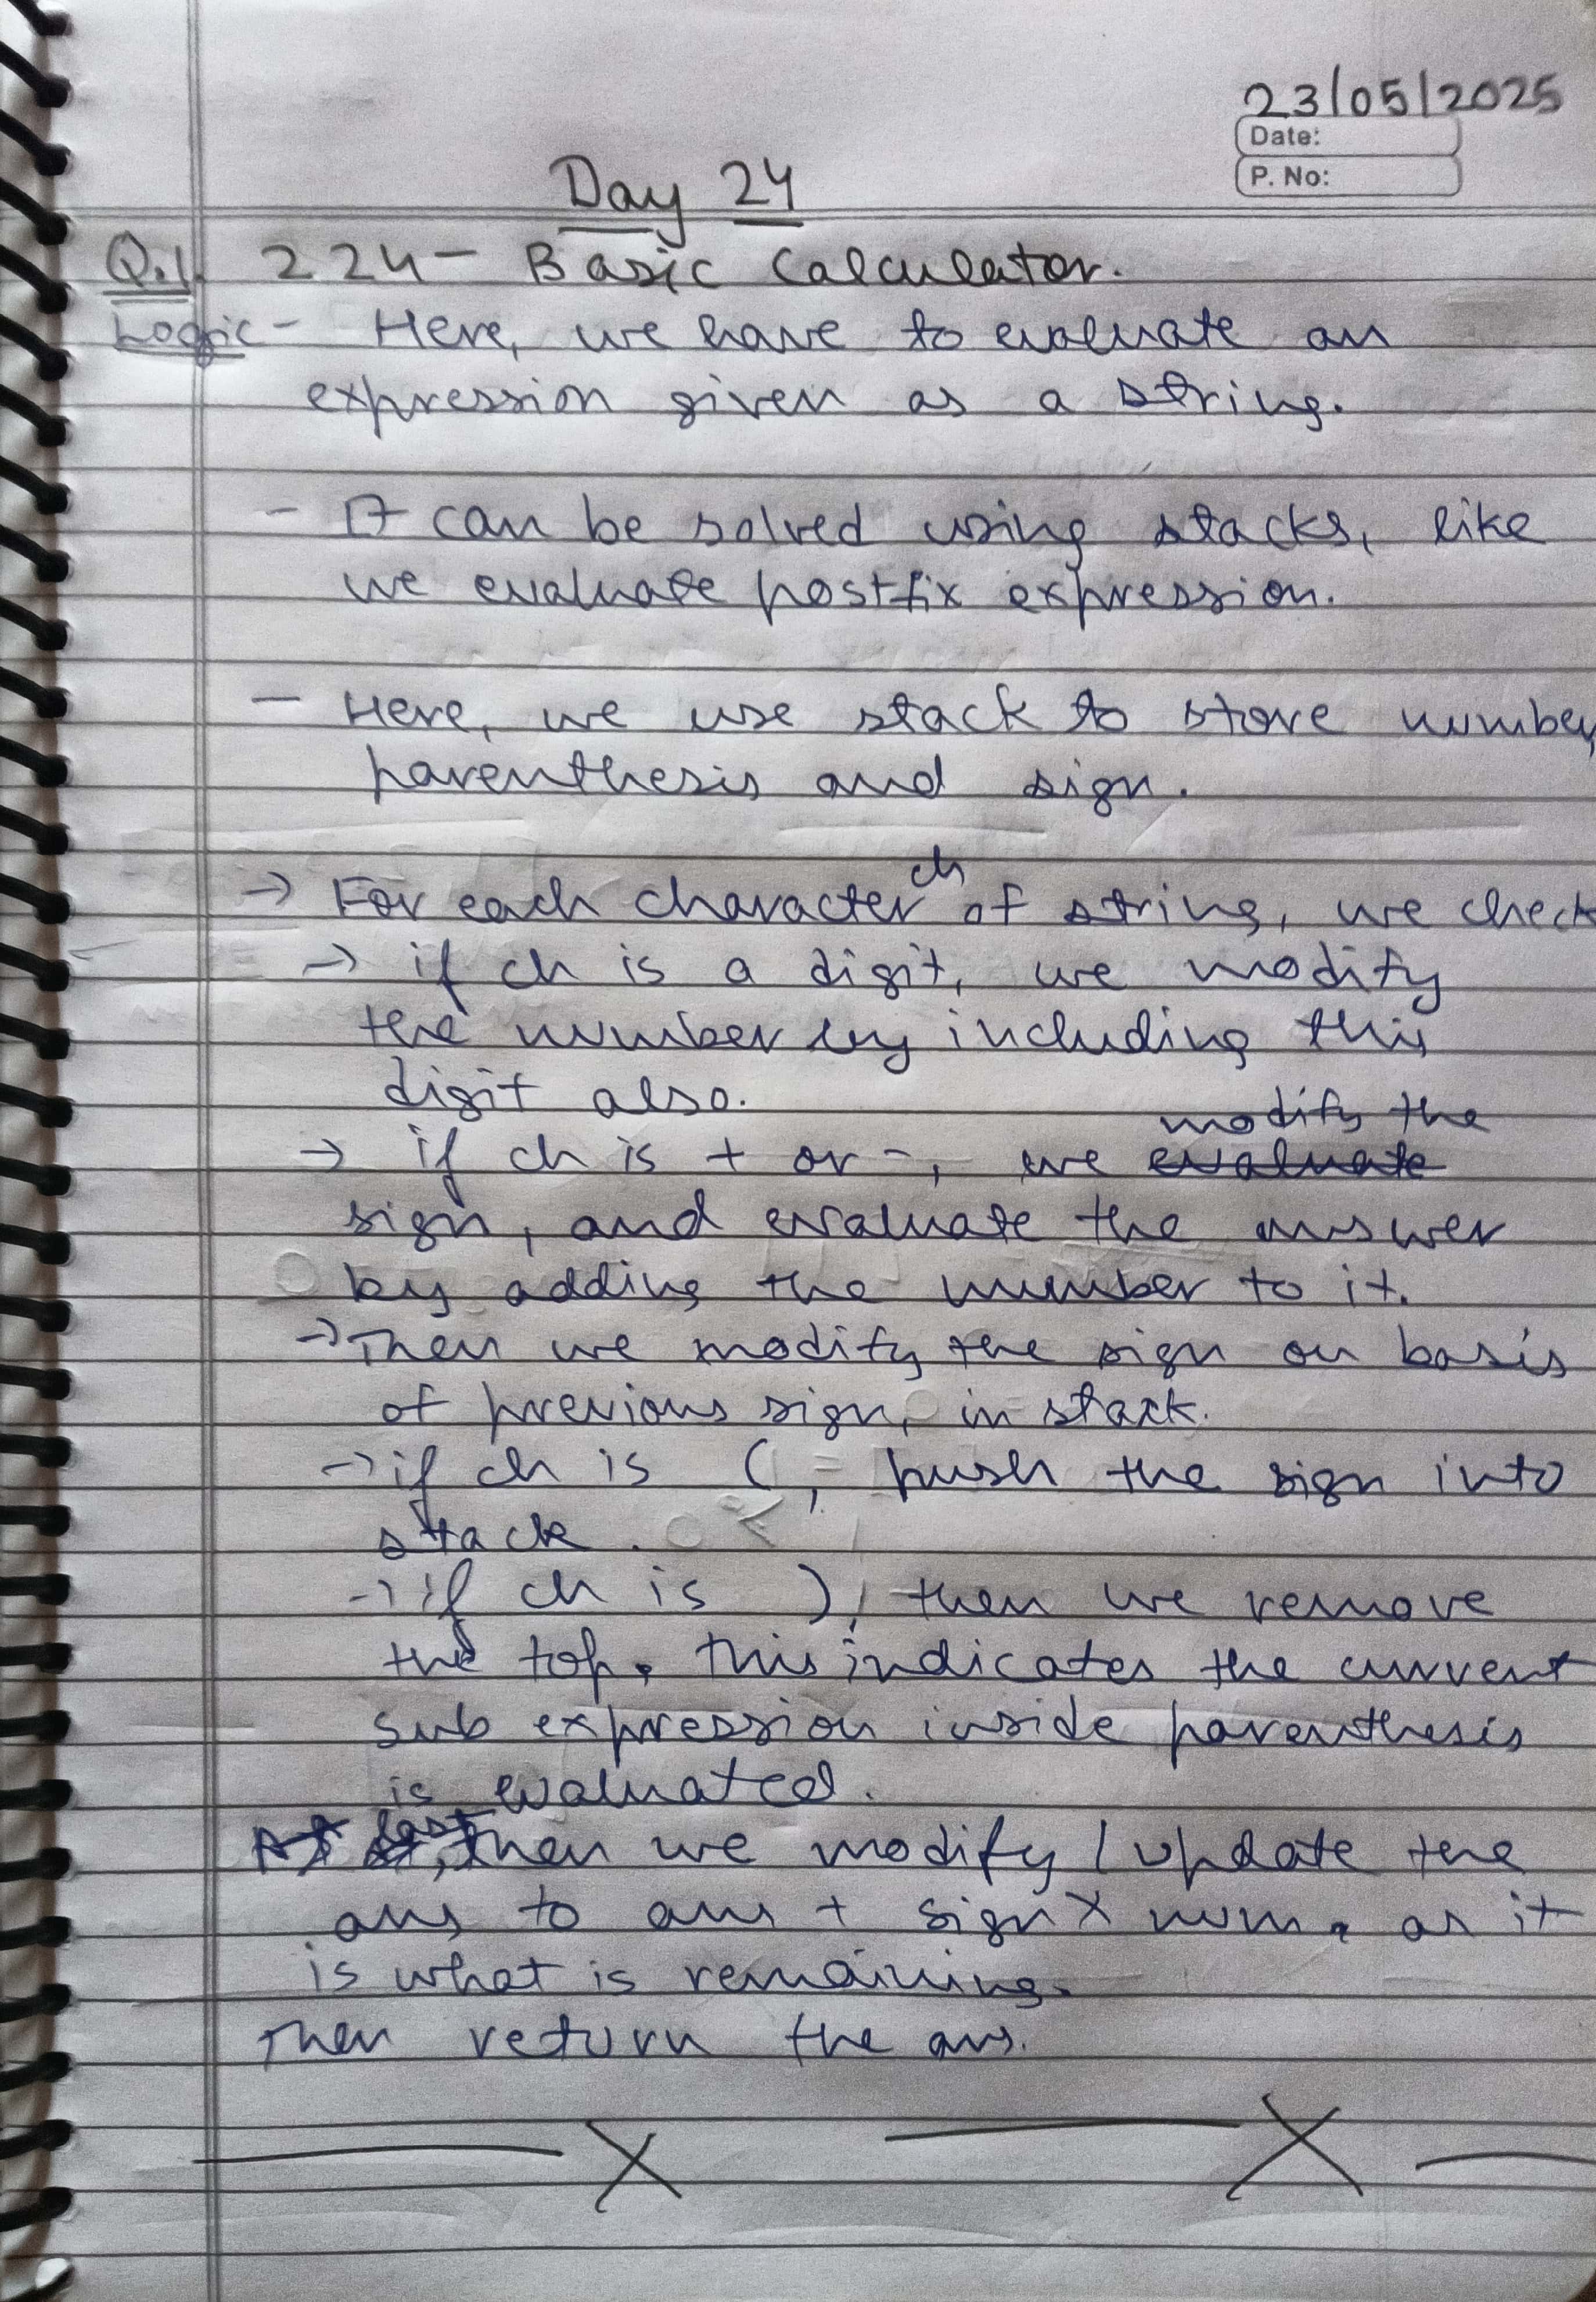 23/05/2025
Date:
P. No:
Day 24
Q.1. 224- Basic Calculator.
Logic - Here, we have to evaluate an
expression given as a string.
- It can be solved using stacks, like
we evaluate postfix expression.
- Here, we use stack to store number,
parenthesis and sign.
→ For each character ch of string, we check
→ if ch is a digit, we modify
the number by including this
digit also.
→ if ch is + or -, we evaluate modify the
sign, and evaluate the answer
by adding the number to it.
→ Then we modify the sign on basis
of previous sign, in stack.
→ if ch is (, push the sign into
stack.
→ if ch is ), then we remove
the top. This indicates the current
sub expression inside parenthesis
is evaluated.
At last, then we modify / update the
ans to ans + sign × num. as it
is what is remaining.
Then return the ans.